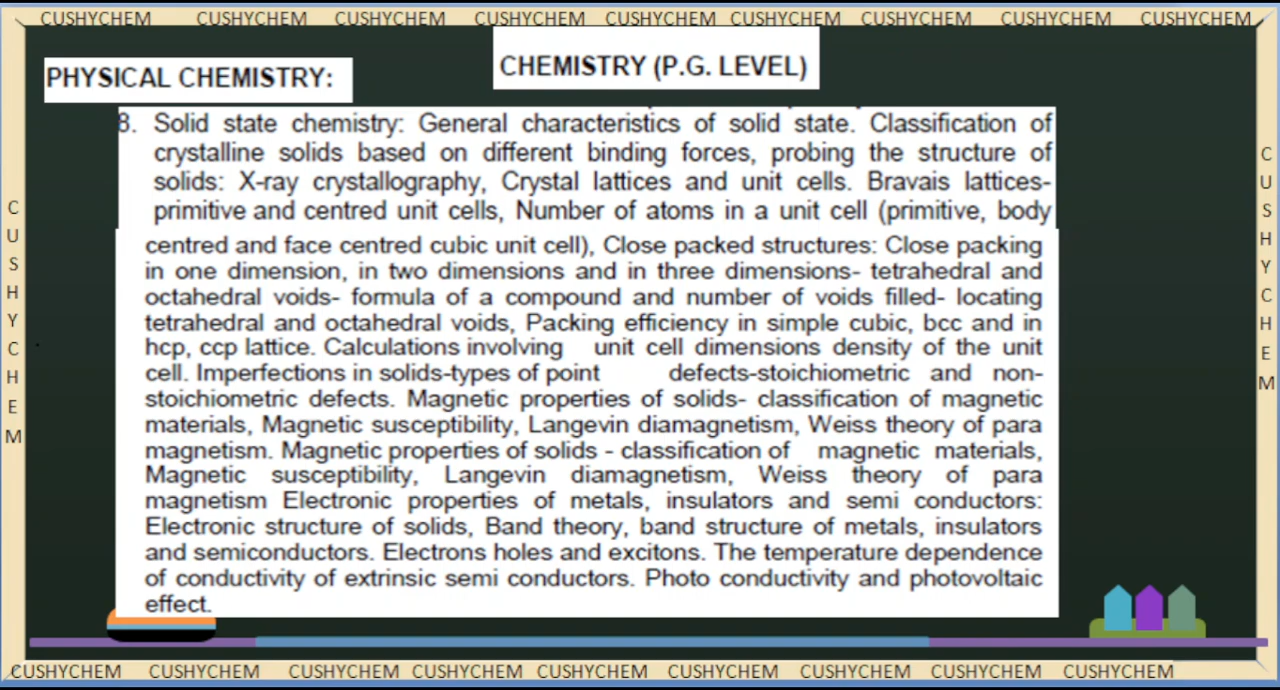 CUSHYCHEM CUSHYCHEM CUSHYCHEM CUSHYCHEM CUSHYCHEM CUSHYCHEM CUSHYCHEM CUSHYCHEM CUSHYCHEM
CHEMISTRY (P.G. LEVEL)
PHYSICAL CHEMISTRY:
8. Solid state chemistry: General characteristics of solid state. Classification of
crystalline solids based on different binding forces, probing the structure of
solids: X-ray crystallography, Crystal lattices and unit cells. Bravais lattices-
primitive and centred unit cells, Number of atoms in a unit cell (primitive, body
centred and face centred cubic unit cell), Close packed structures: Close packing
in one dimension, in two dimensions and in three dimensions- tetrahedral and
octahedral voids- formula of a compound and number of voids filled- locating
tetrahedral and octahedral voids, Packing efficiency in simple cubic, bcc and in
hcp, ccp lattice. Calculations involving unit cell dimensions density of the unit
cell. Imperfections in solids-types of point defects-stoichiometric and non-
stoichiometric defects. Magnetic properties of solids- classification of magnetic
materials, Magnetic susceptibility, Langevin diamagnetism, Weiss theory of para
magnetism. Magnetic properties of solids - classification of magnetic materials,
Magnetic susceptibility, Langevin diamagnetism, Weiss theory of para
magnetism Electronic properties of metals, insulators and semi conductors:
Electronic structure of solids, Band theory, band structure of metals, insulators
and semiconductors. Electrons holes and excitons. The temperature dependence
of conductivity of extrinsic semi conductors. Photo conductivity and photovoltaic
effect.
CUSHYCHEM
CUSHYCHEM
CUSHYCHEM CUSHYCHEM CUSHYCHEM CUSHYCHEM CUSHYCHEM CUSHYCHEM CUSHYCHEM CUSHYCHEM CUSHYCHEM